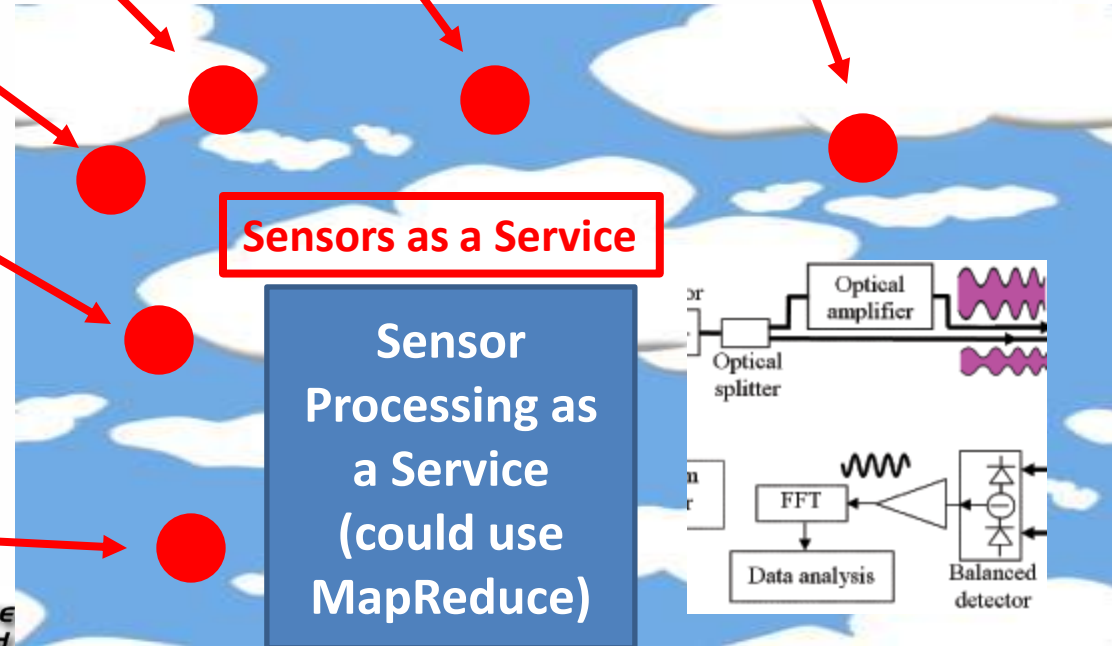 Sensors as a Service
Sensor
Processing as
a Service
(could use
MapReduce)
or
Optical
amplifier
Optical
splitter
FFT
Data analysis
Balanced
detector